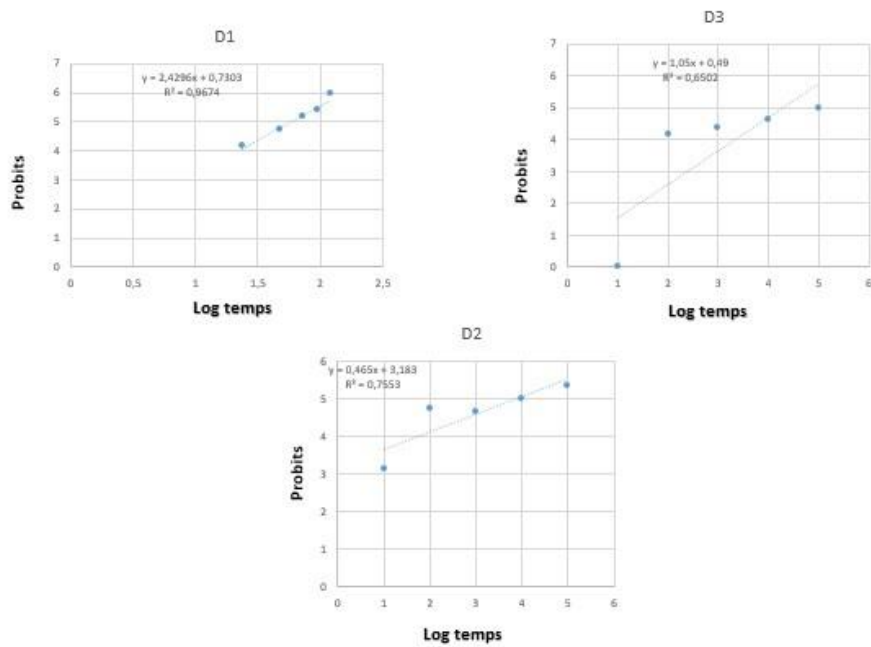 D1
y = 2,4296x + 0,7303
R² = 0,9674
7
6
5
4
3
2
1
0
Probits
0 0,5 1 1,5 2 2,5
Log temps
D3
y = 1,05x + 0,49
R² = 0,6502
7
6
5
4
3
2
1
0
Probits
0 1 2 3 4 5 6
Log temps
D2
y = 0,465x + 3,183
R² = 0,7553
6
5
4
3
2
1
0
Probits
0 1 2 3 4 5 6
Log temps